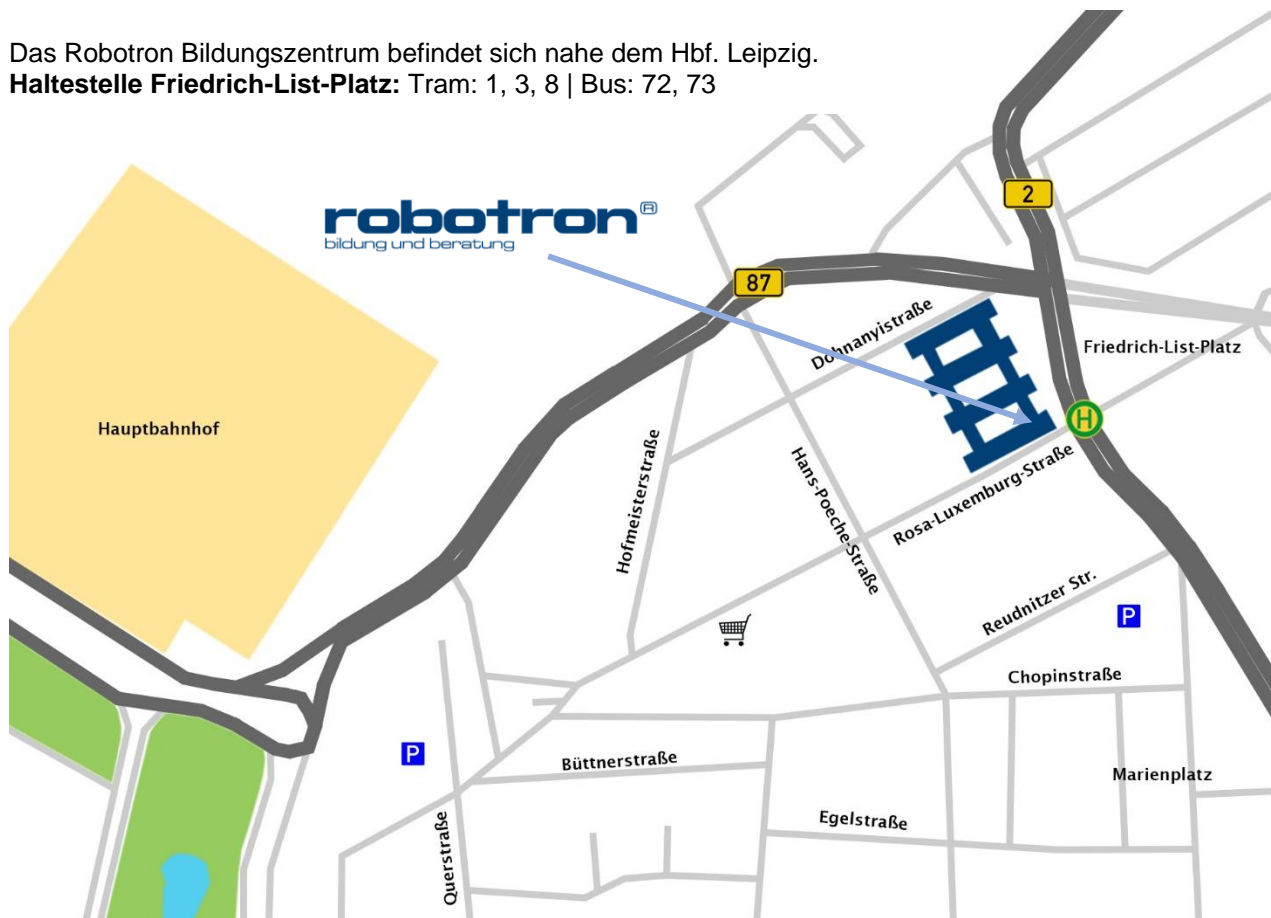 Das Robotron Bildungszentrum befindet sich nahe dem Hbf. Leipzig.
Haltestelle Friedrich-List-Platz: Tram: 1, 3, 8 | Bus: 72, 73
2
robotron®
bildung und beratung
87
Dohnanyistraße
Friedrich-List-Platz
Hauptbahnhof
H
Hofmeisterstraße
Hans-Poeche-Straße
Rosa-Luxemburg-Straße
Reudnitzer Str.
P
Chopinstraße
P
Büttnerstraße
Marienplatz
Egelstraße
Querstraße